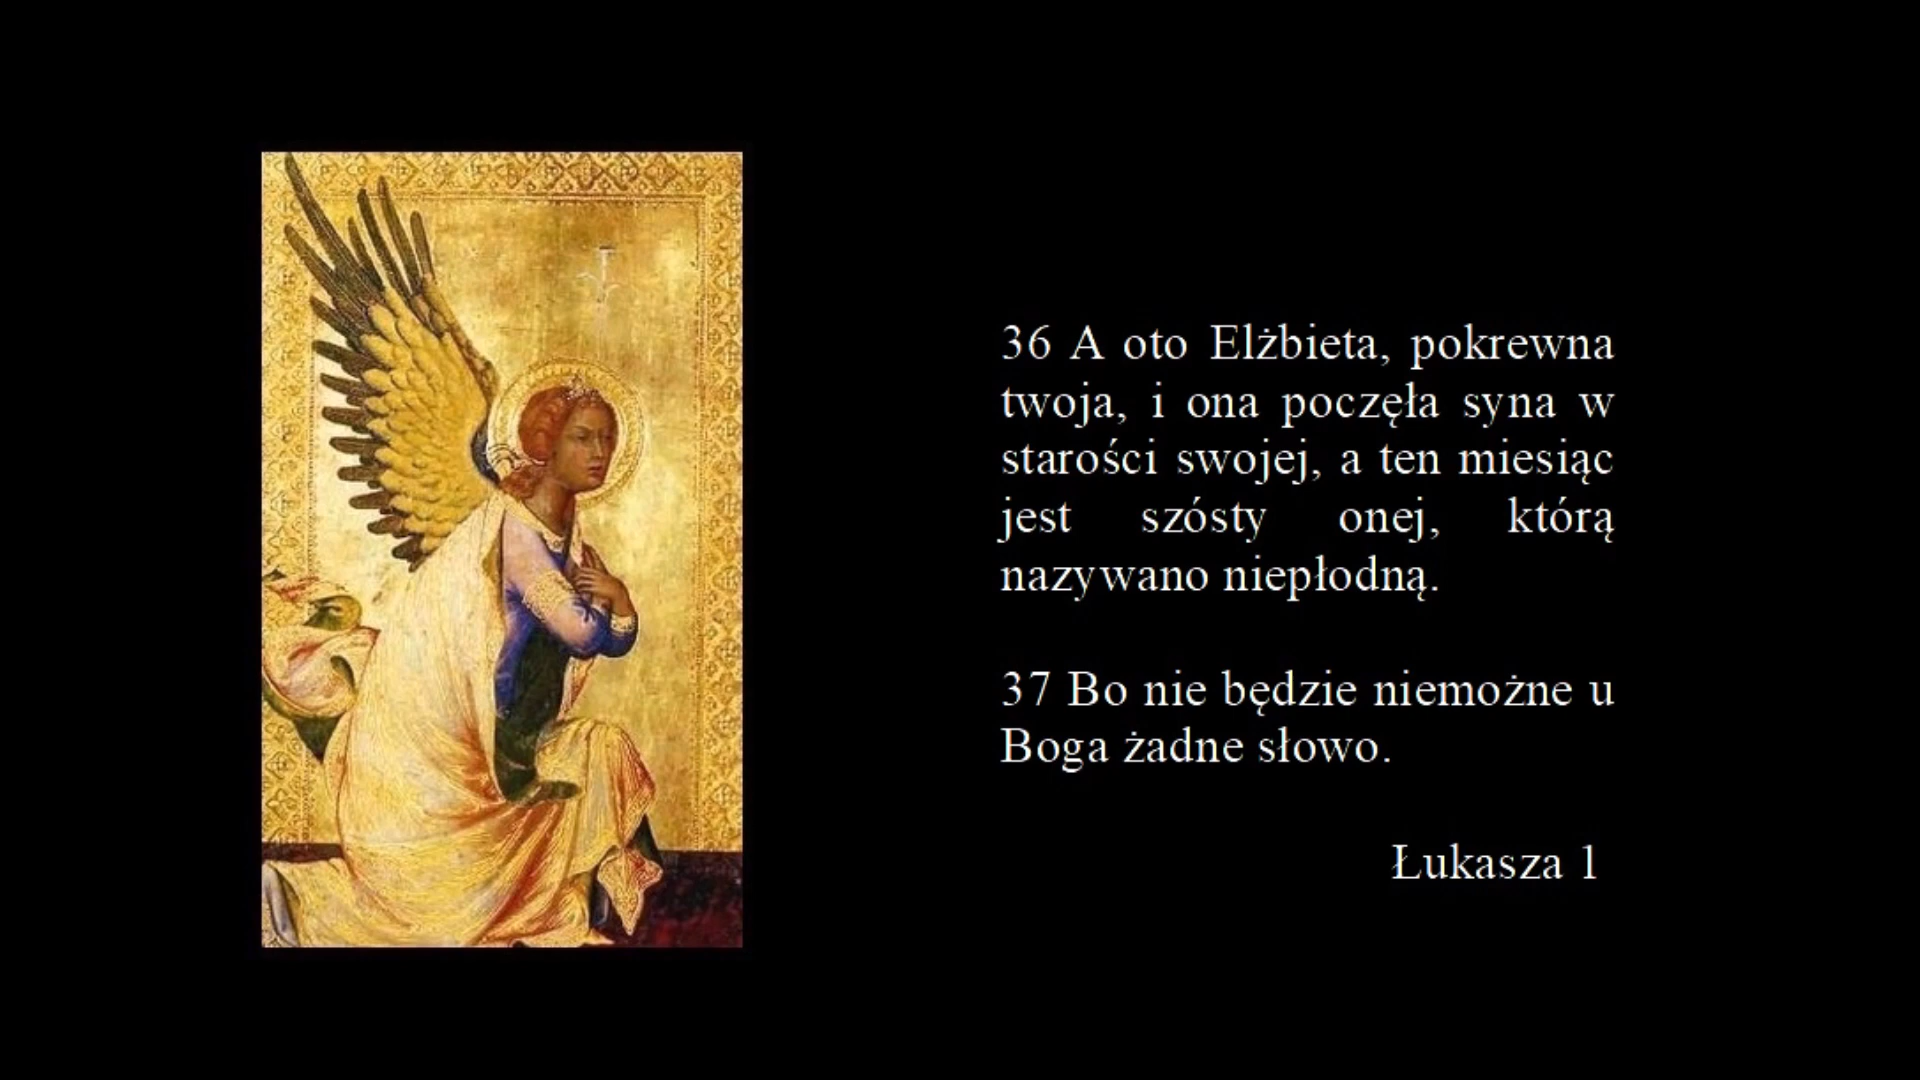 36 A oto Elżbieta, pokrewna
twoja, i ona poczęła syna w
starości swojej, a ten miesiąc
jest szósty onej, którą
nazywano niepłodną.
37 Bo nie będzie niemożne u
Boga żadne słowo.
Łukasza 1